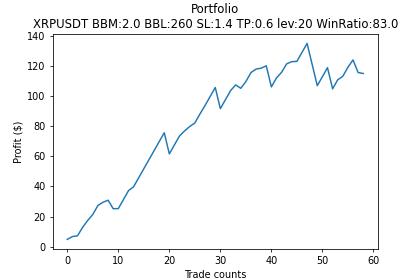 Portfolio
XRPUSDT BBM:2.0 BBL:260 SL:1.4 TP:0.6 lev:20 WinRatio:83.0
140
120
100
80
60
40
20
0
Profit ($)
0 10 20 30 40 50 60
Trade counts